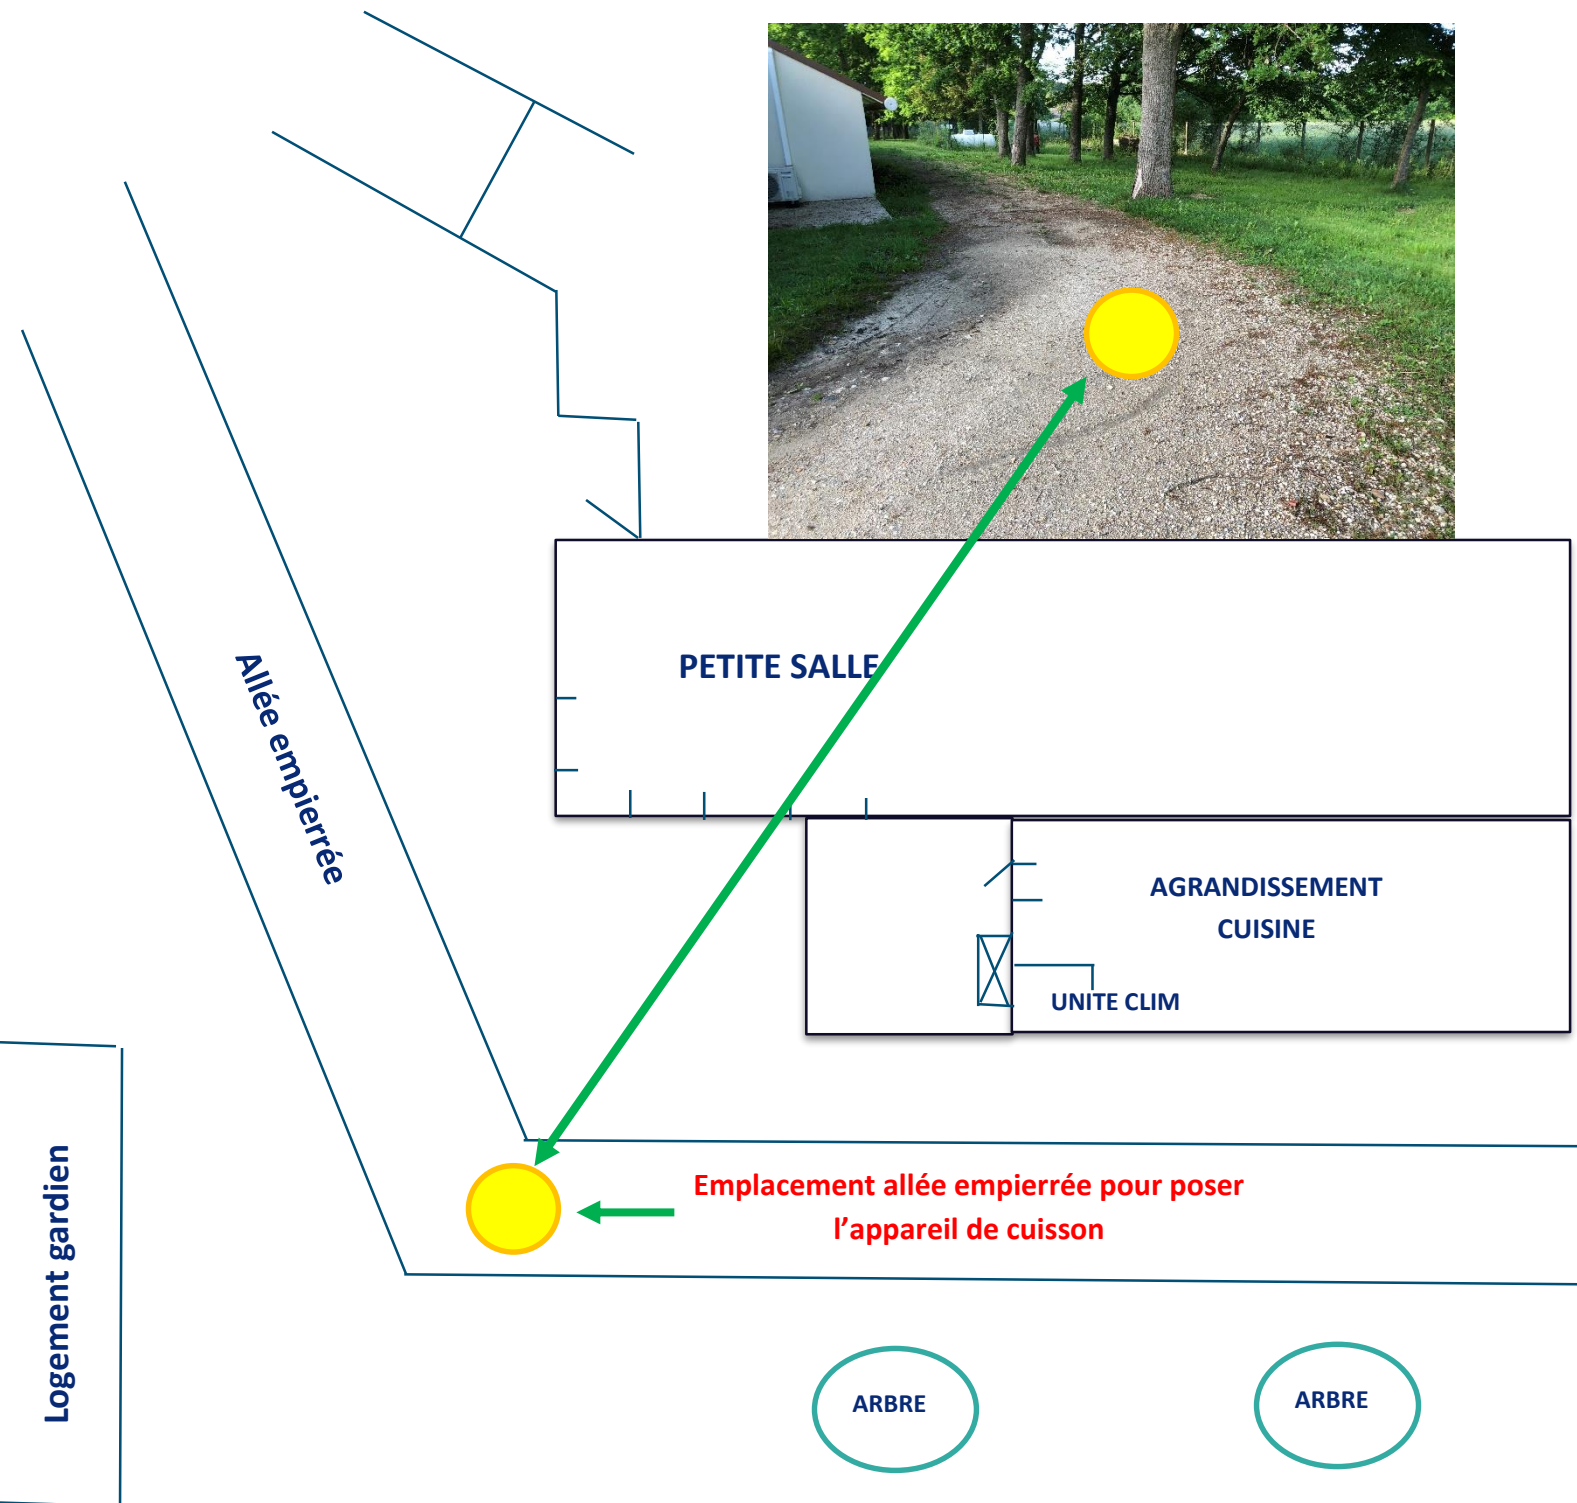 PETITE SALLE
Allée empierrée
AGRANDISSEMENT
CUISINE
UNITE CLIM
Logement gardien
Emplacement allée empierrée pour poser
l’appareil de cuisson
ARBRE
ARBRE